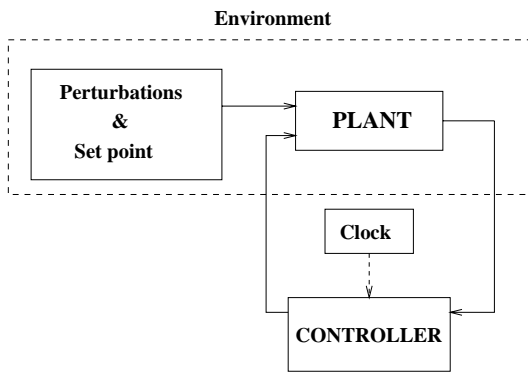 Environment
Perturbations
&
Set point
PLANT
Clock
CONTROLLER